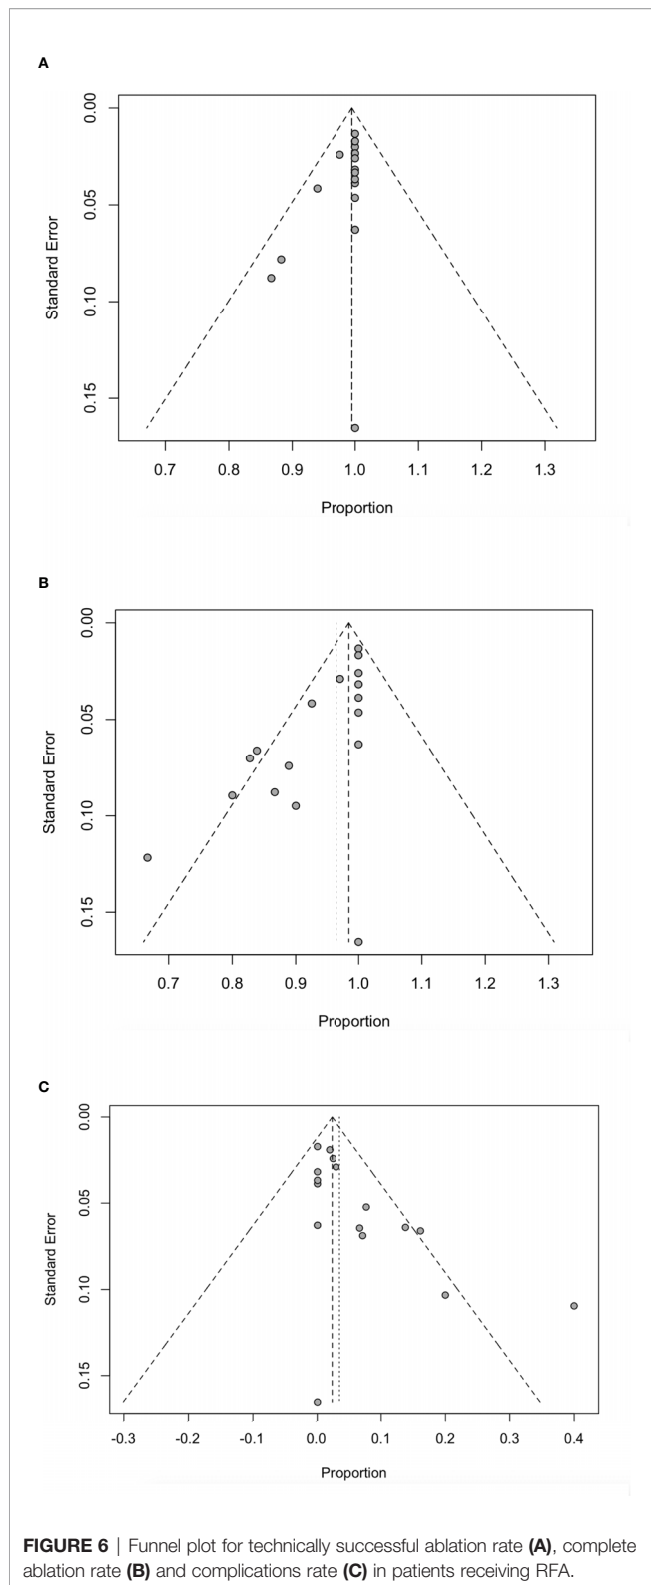 A
0.00
0.05
0.10
0.15
Standard Error
0.7 0.8 0.9 1.0 1.1 1.2 1.3
Proportion
B
0.00
0.05
0.10
0.15
Standard Error
0.7 0.8 0.9 1.0 1.1 1.2 1.3
Proportion
C
0.00
0.05
0.10
0.15
Standard Error
-0.3 -0.2 -0.1 0.0 0.1 0.2 0.3 0.4
Proportion
FIGURE 6 | Funnel plot for technically successful ablation rate (A), complete
ablation rate (B) and complications rate (C) in patients receiving RFA.